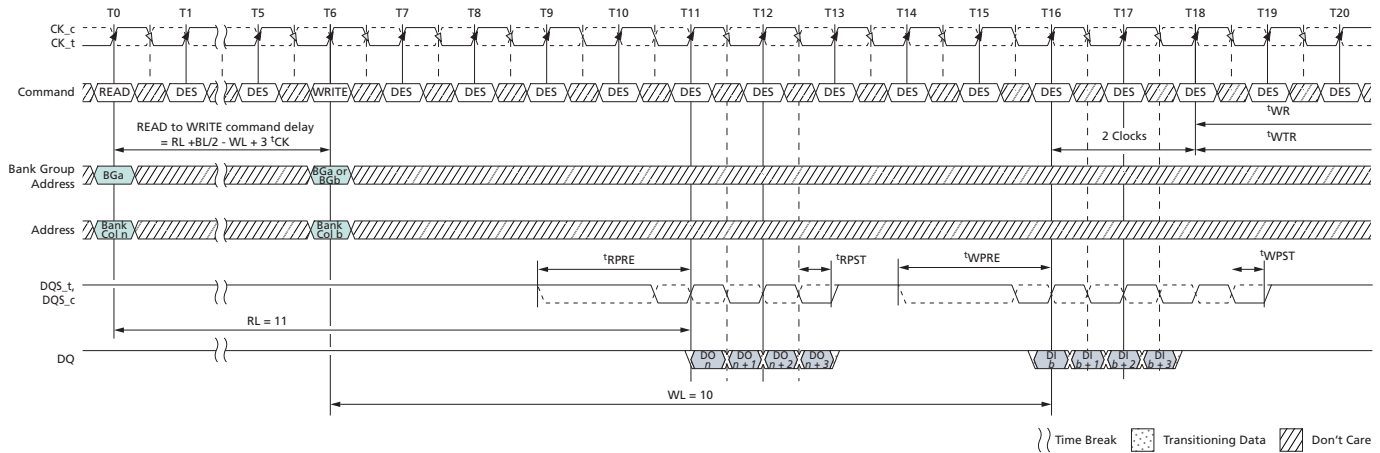 T0 T1 T5 T6 T7 T8 T9 T10 T11 T12 T13 T14 T15 T16 T17 T18 T19 T20
CK_c
CK_t
Command READ DES DES WRITE DES DES DES DES DES DES DES DES DES DES DES DES DES DES
tWR
READ to WRITE command delay
= RL +BL/2 - WL + 3 tCK
2 Clocks
tWTR
Bank Group
Address
BGa
BGa or
BGb
Address
Bank
Col n
Bank
Col b
tRPRE tRPST tWPRE tWPST
DQS_t,
DQS_c
RL = 11
DQ
DO
n
DO
n + 1
DO
n + 2
DO
n + 3
DI
b
DI
b + 1
DI
b + 2
DI
b + 3
WL = 10
Time Break Transitioning Data Don't Care